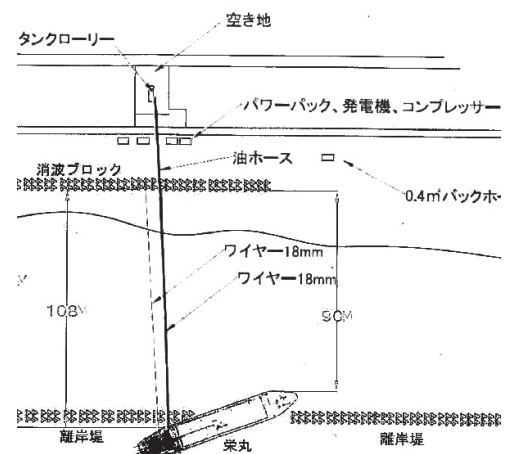 空き地
タンクローリー
パワーパック、発電機、コンプレッサー
油ホース
消波ブロック
0.4㎥バックホー
ワイヤー18mm
ワイヤー18mm
M
108M
90M
離岸堤
栄丸
離岸堤